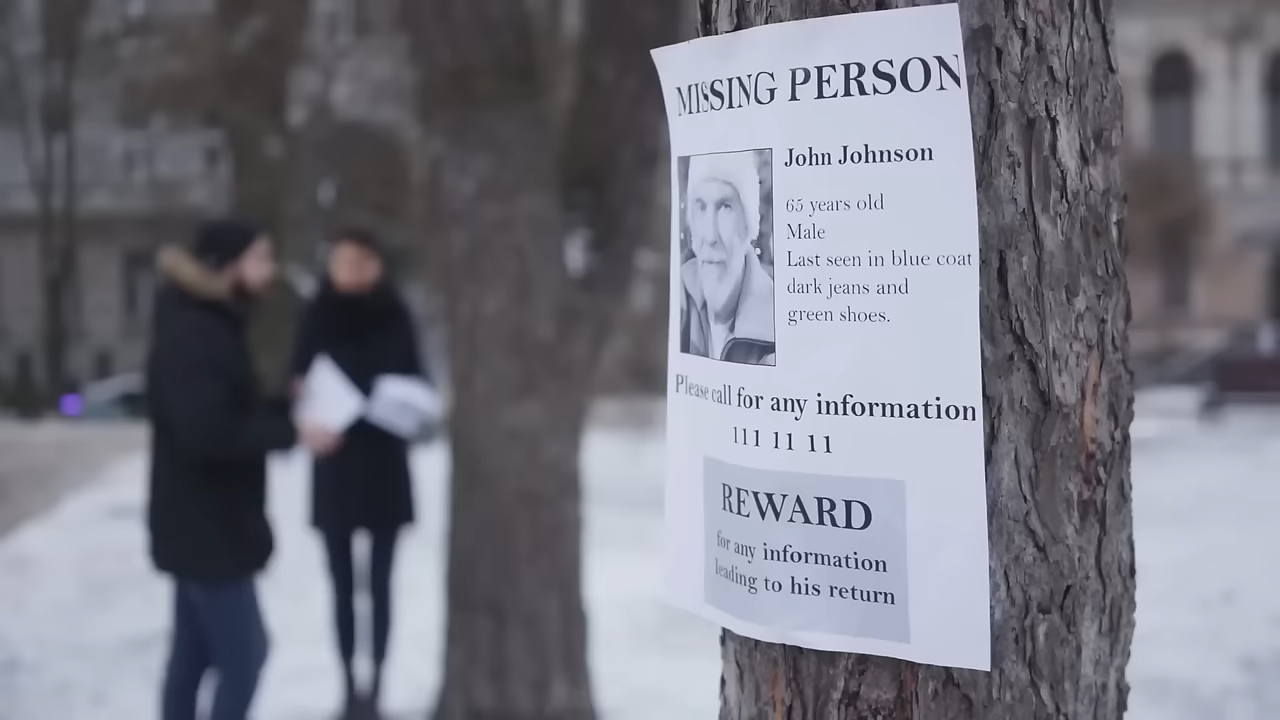 MISSING PERSON
John Johnson
65 years old
Male
Last seen in blue coat
dark jeans and
green shoes.
Please call for any information
111 11 11
REWARD
for any information
leading to his return